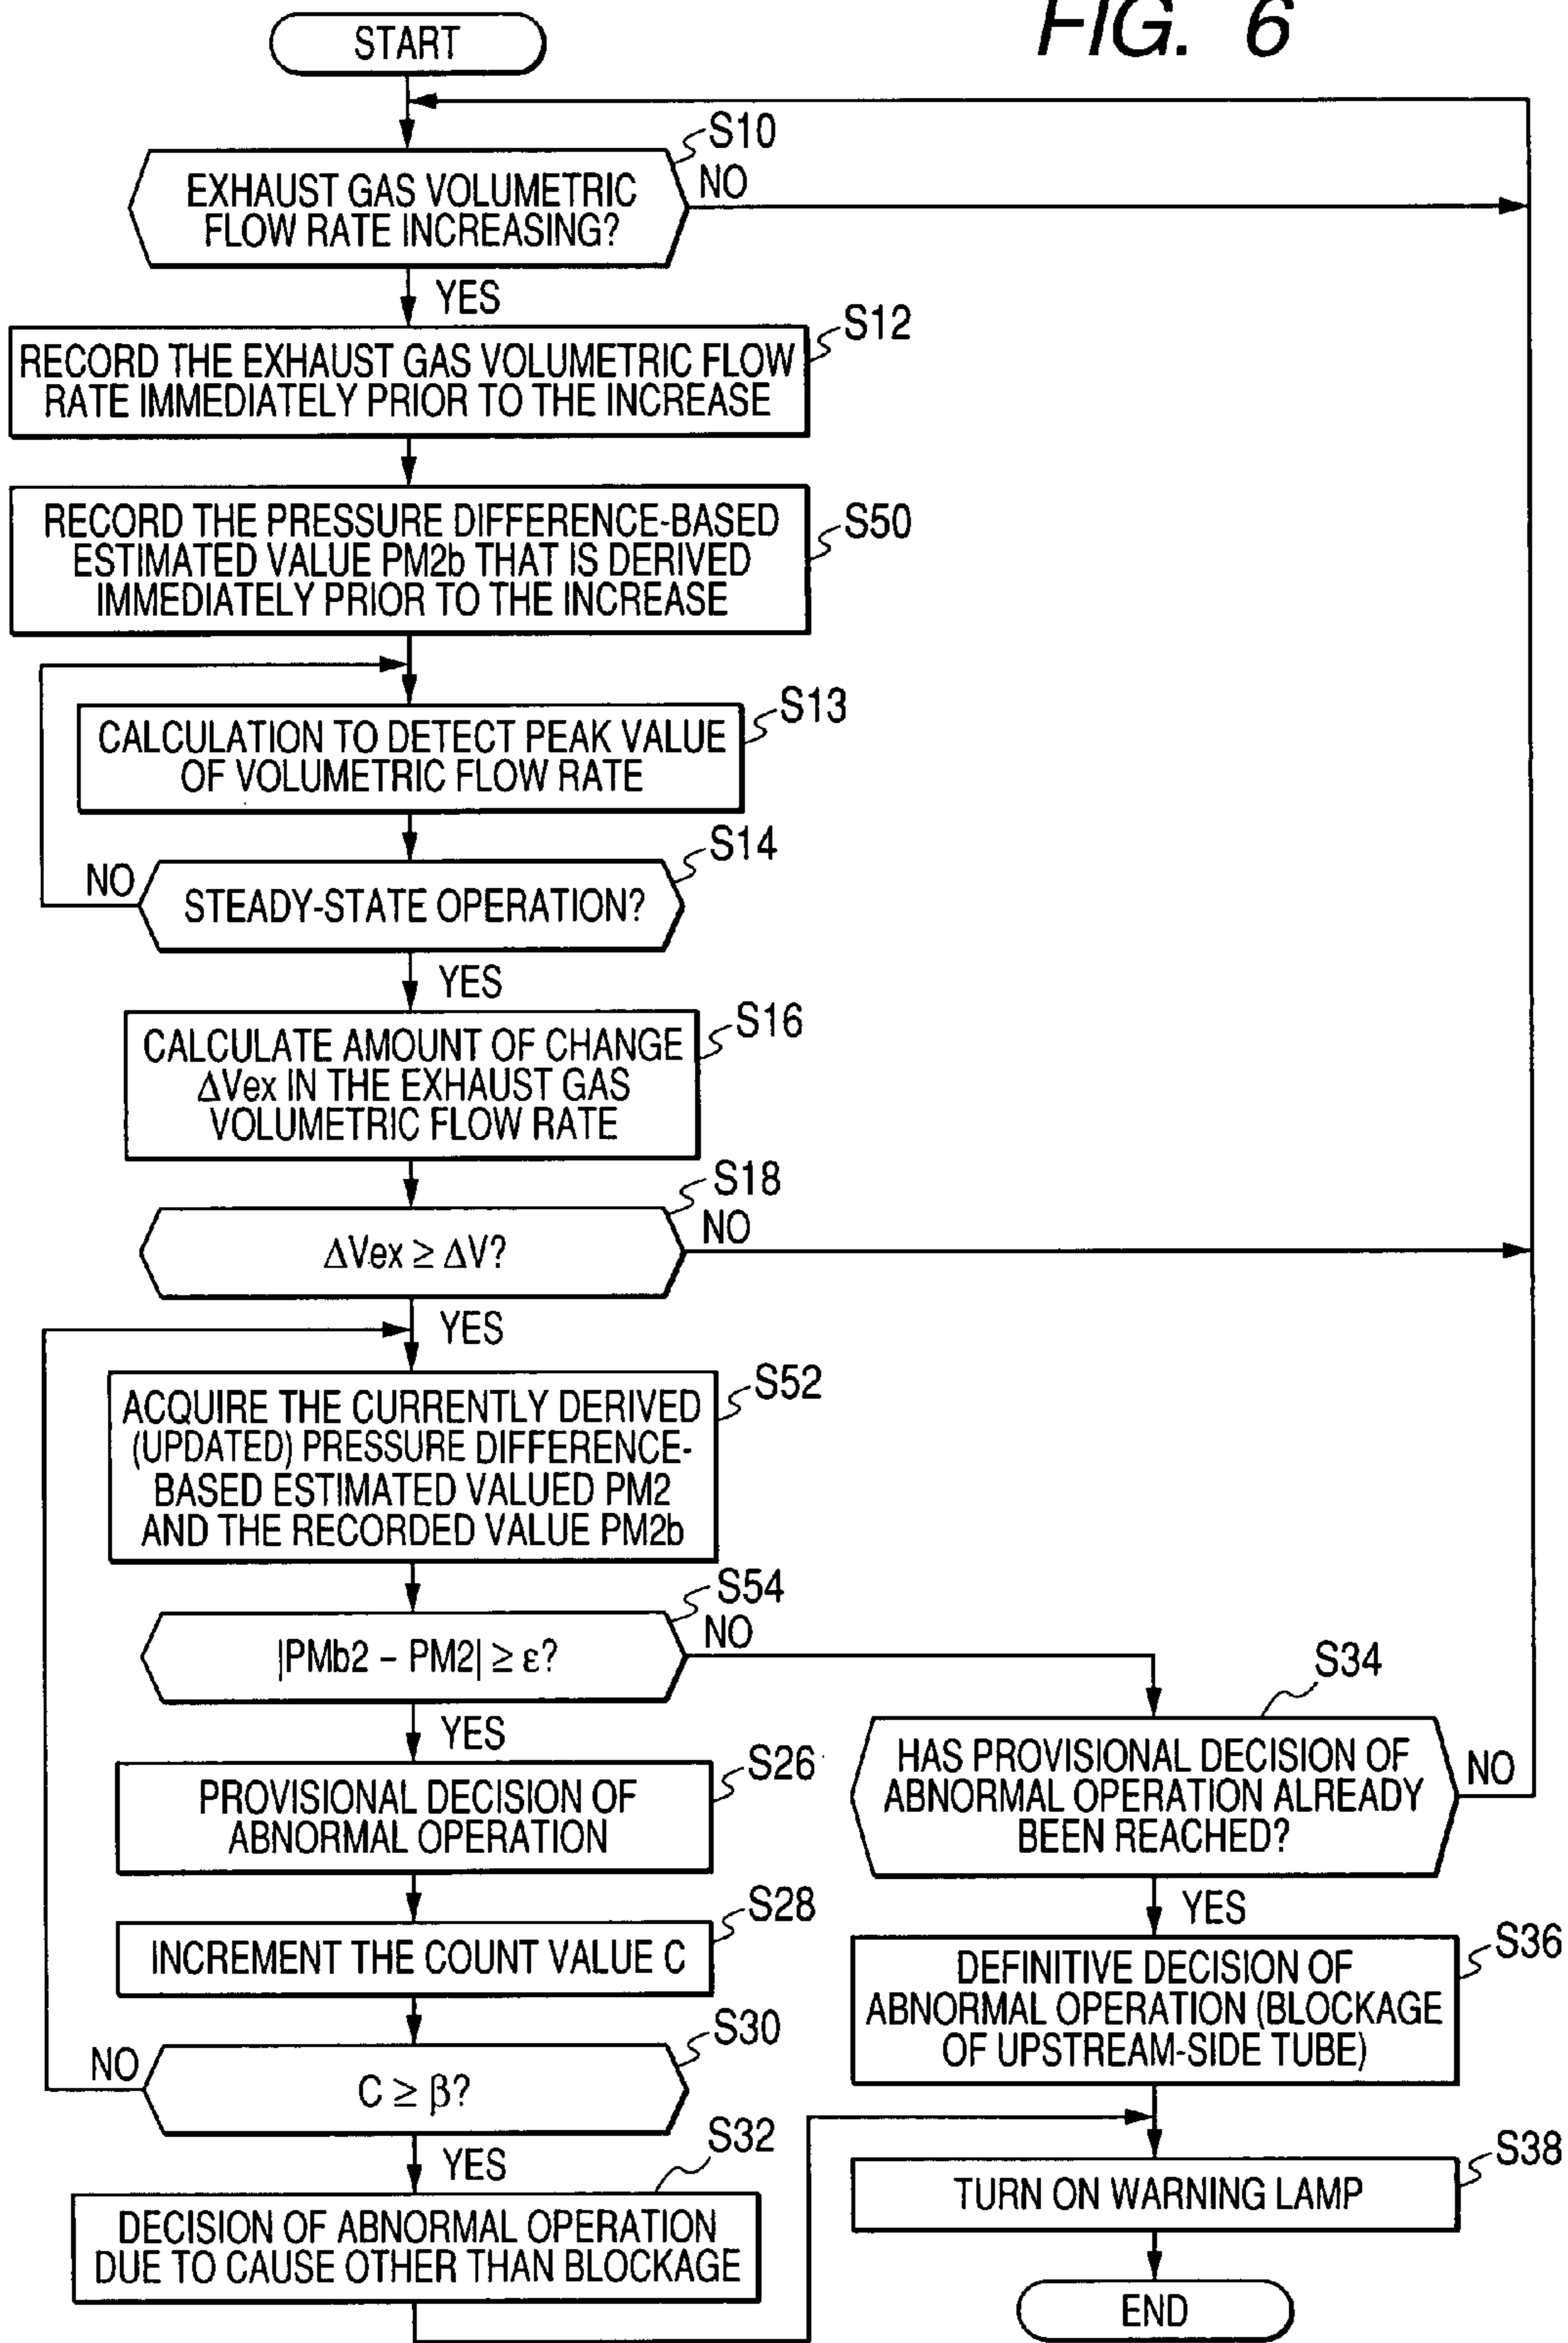 FIG. 6
START
S10
EXHAUST GAS VOLUMETRIC
FLOW RATE INCREASING?
NO
YES
S12
RECORD THE EXHAUST GAS VOLUMETRIC FLOW
RATE IMMEDIATELY PRIOR TO THE INCREASE
S50
RECORD THE PRESSURE DIFFERENCE-BASED
ESTIMATED VALUE PM2b THAT IS DERIVED
IMMEDIATELY PRIOR TO THE INCREASE
S13
CALCULATION TO DETECT PEAK VALUE
OF VOLUMETRIC FLOW RATE
S14
NO
STEADY-STATE OPERATION?
YES
S16
CALCULATE AMOUNT OF CHANGE
ΔVex IN THE EXHAUST GAS
VOLUMETRIC FLOW RATE
S18
NO
ΔVex ≥ ΔV?
YES
S52
ACQUIRE THE CURRENTLY DERIVED
(UPDATED) PRESSURE DIFFERENCE-
BASED ESTIMATED VALUED PM2
AND THE RECORDED VALUE PM2b
S54
NO
|PMb2 – PM2| ≥ ε?
YES
S26
PROVISIONAL DECISION OF
ABNORMAL OPERATION
S28
INCREMENT THE COUNT VALUE C
S30
NO
C ≥ β?
YES
S32
DECISION OF ABNORMAL OPERATION
DUE TO CAUSE OTHER THAN BLOCKAGE
S34
HAS PROVISIONAL DECISION OF
ABNORMAL OPERATION ALREADY
BEEN REACHED?
NO
YES
S36
DEFINITIVE DECISION OF
ABNORMAL OPERATION (BLOCKAGE
OF UPSTREAM-SIDE TUBE)
S38
TURN ON WARNING LAMP
END